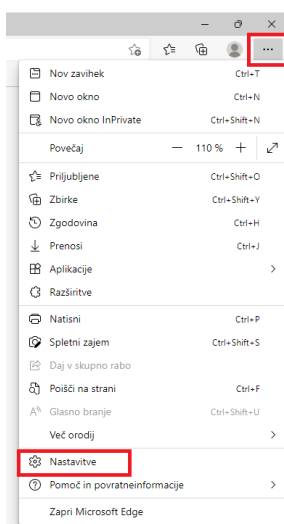 Nov zavihek Ctrl+T
Novo okno Ctrl+N
Novo okno InPrivate Ctrl+Shift+N
Povečaj — 110 % +
Priljubljene Ctrl+Shift+O
Zbirke Ctrl+Shift+Y
Zgodovina Ctrl+H
Prenosi Ctrl+J
Aplikacije
Razširitve
Natisni Ctrl+P
Spletni zajem Ctrl+Shift+S
Daj v skupno rabo
Poišči na strani Ctrl+F
Glasno branje Ctrl+Shift+U
Več orodij
Nastavitve
Pomoč in povratneinformacije
Zapri Microsoft Edge